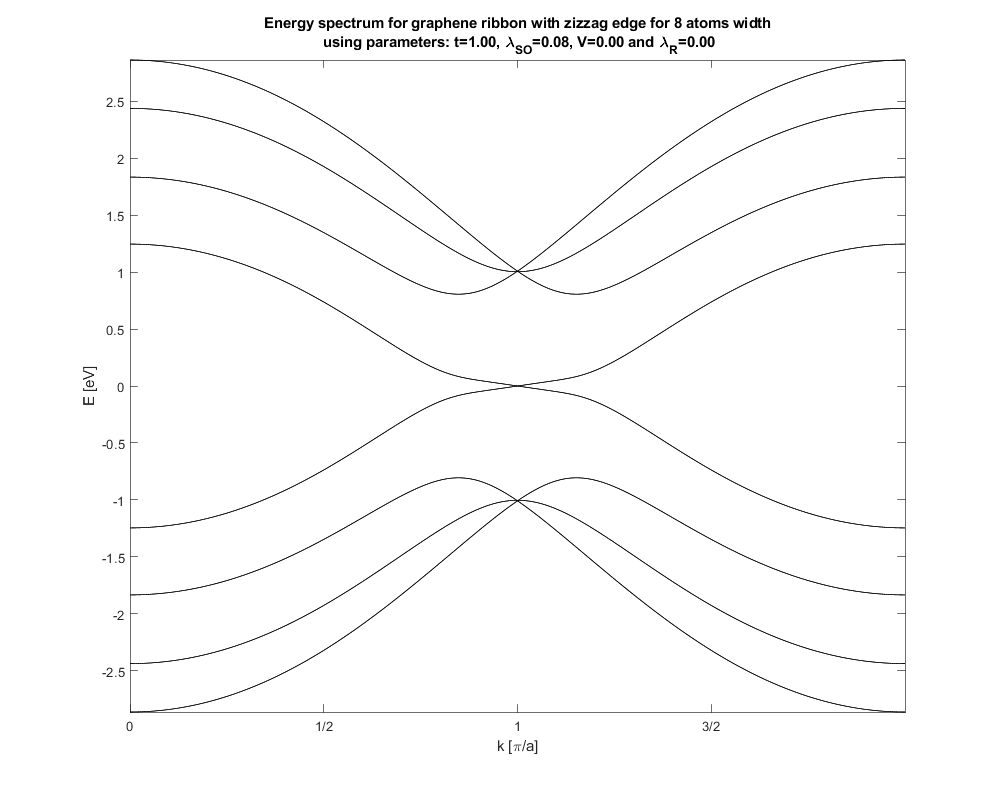 Energy spectrum for graphene ribbon with zizzag edge for 8 atoms width
using parameters: t=1.00, λ_SO=0.08, V=0.00 and λ_R=0.00
2.5
2
1.5
1
0.5
0
-0.5
-1
-1.5
-2
-2.5
E [eV]
0 1/2 1 3/2
k [π/a]